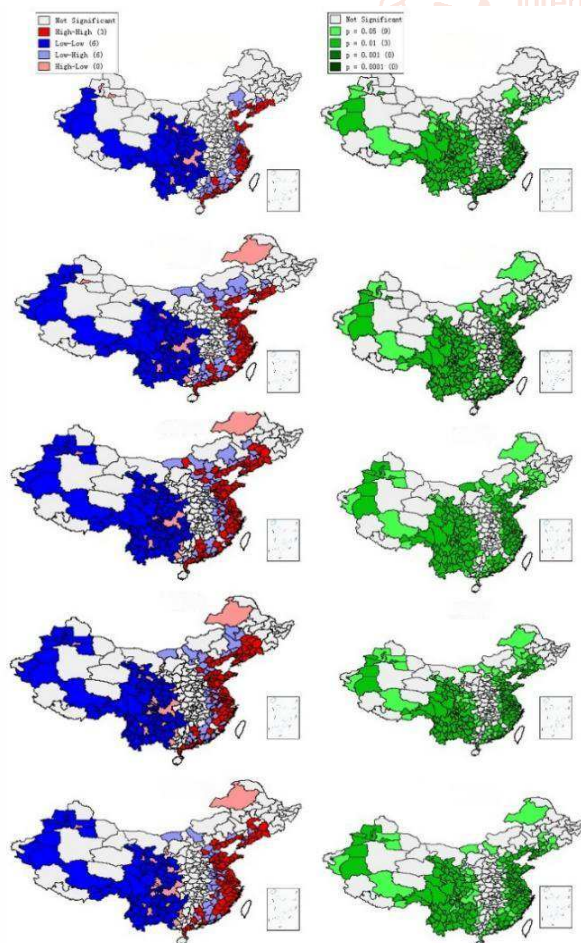 Not Significant
High-High (3)
Low-Low (6)
Low-High (6)
High-Low (0)
Not Significant
p = 0.05 (9)
p = 0.01 (3)
p = 0.001 (0)
p = 0.0001 (0)